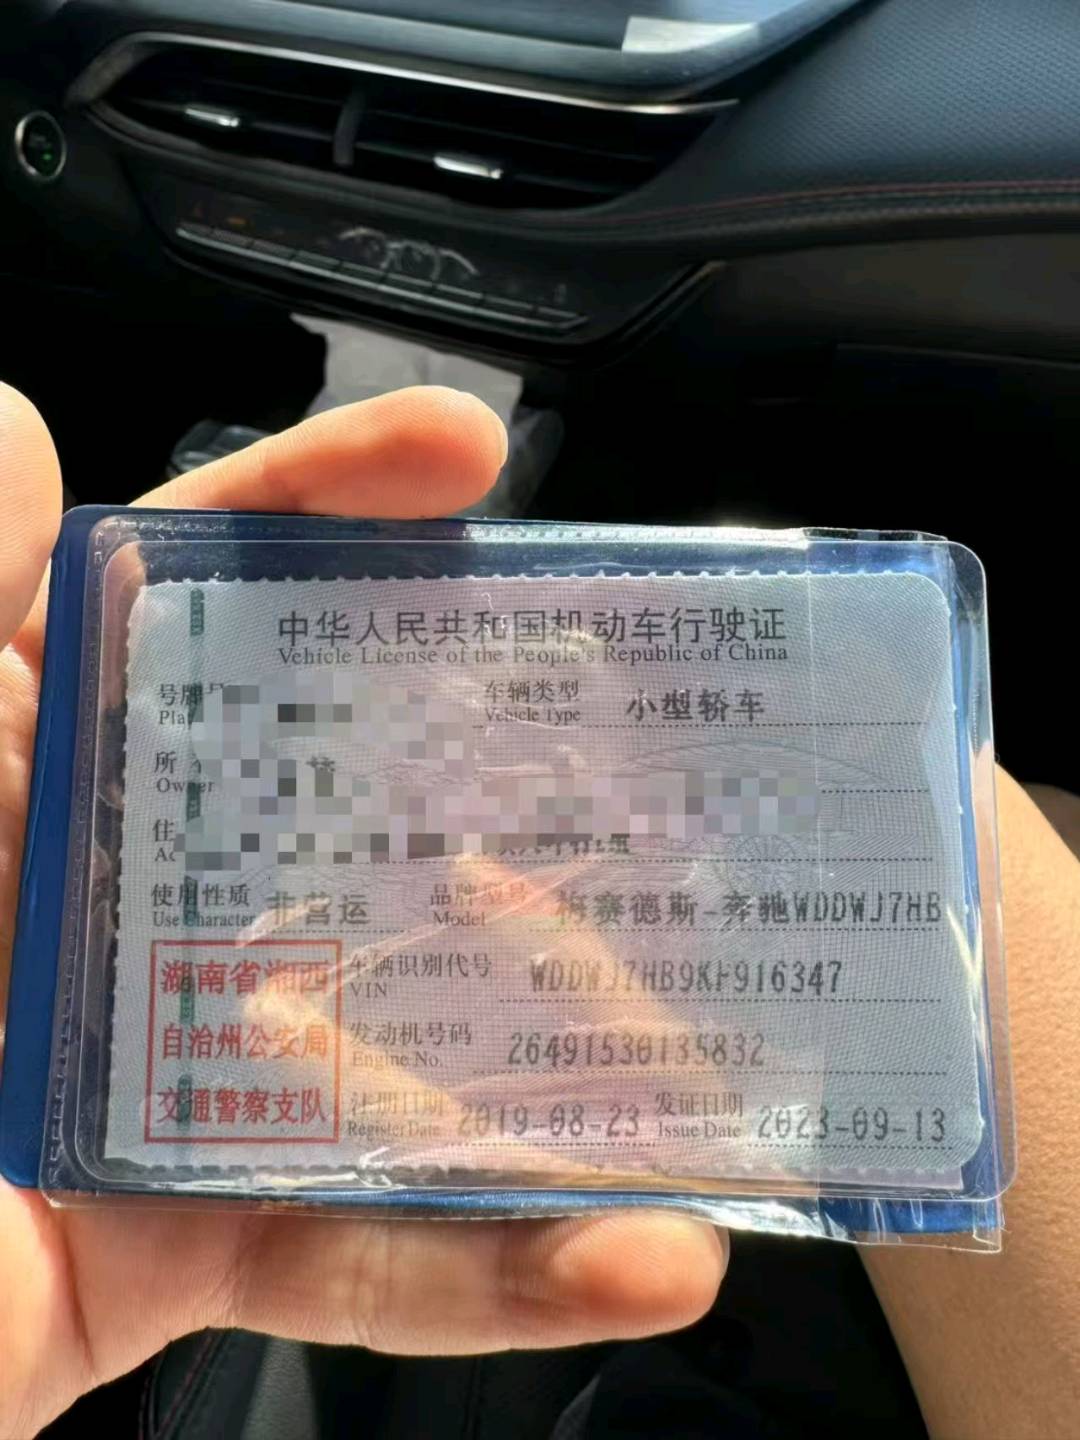 中华人民共和国机动车行驶证
Vehicle License of the People's Republic of China
号牌
车辆类型 小型轿车
Vehicle Type
所
Owner
住
使用性质 非营运 品牌型号 梅赛德斯-奔驰WDDWJ7HB
Use Character Model
湖南省湘西
自治州公安局
交通警察支队
车辆识别代号 WDDWJ7HB9KF916347
VIN
发动机号码 26491530135832
Engine No.
注册日期 2019-08-23 发证日期 2023-09-13
Register Date Issue Date